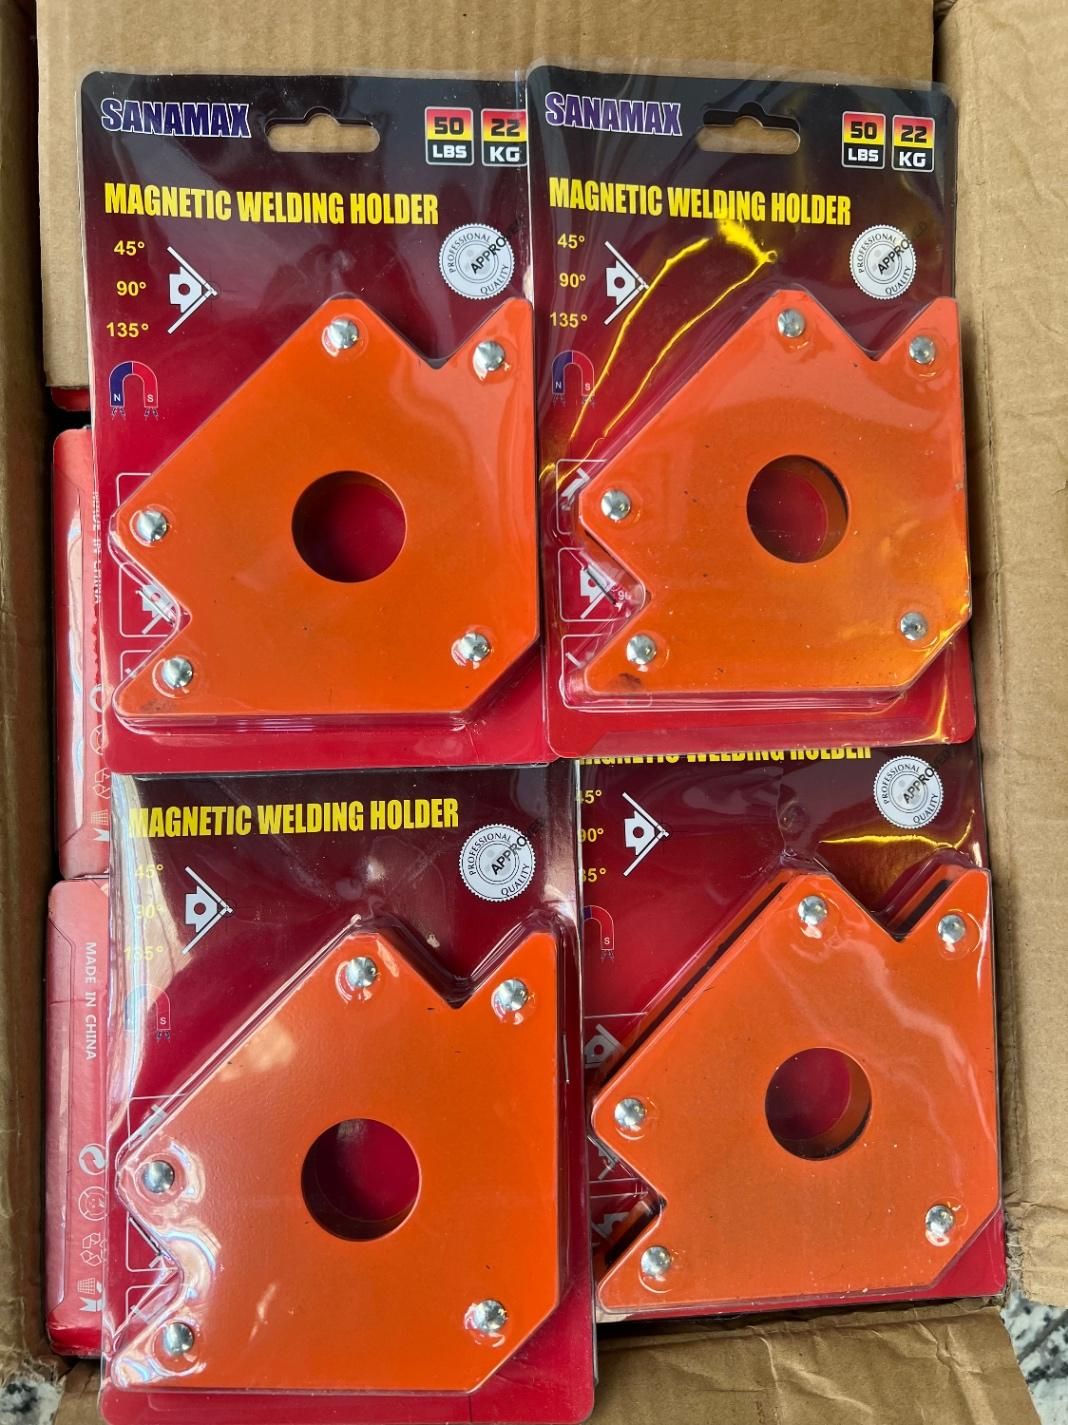 SANAMAX
50 LBS
22 KG
MAGNETIC WELDING HOLDER
45°
90°
135°
PROFESSIONAL
APPROVED
QUALITY
N S
SANAMAX
50 LBS
22 KG
MAGNETIC WELDING HOLDER
45°
90°
135°
PROFESSIONAL
APPROVED
QUALITY
N S
MADE IN CHINA
MAGNETIC WELDING HOLDER
45°
90°
135°
PROFESSIONAL
QUALITY
S
MAGNETIC WELDING HOLDER
45°
90°
PROFESSIONAL
APPROVED
QUALITY
S
MADE IN CHINA